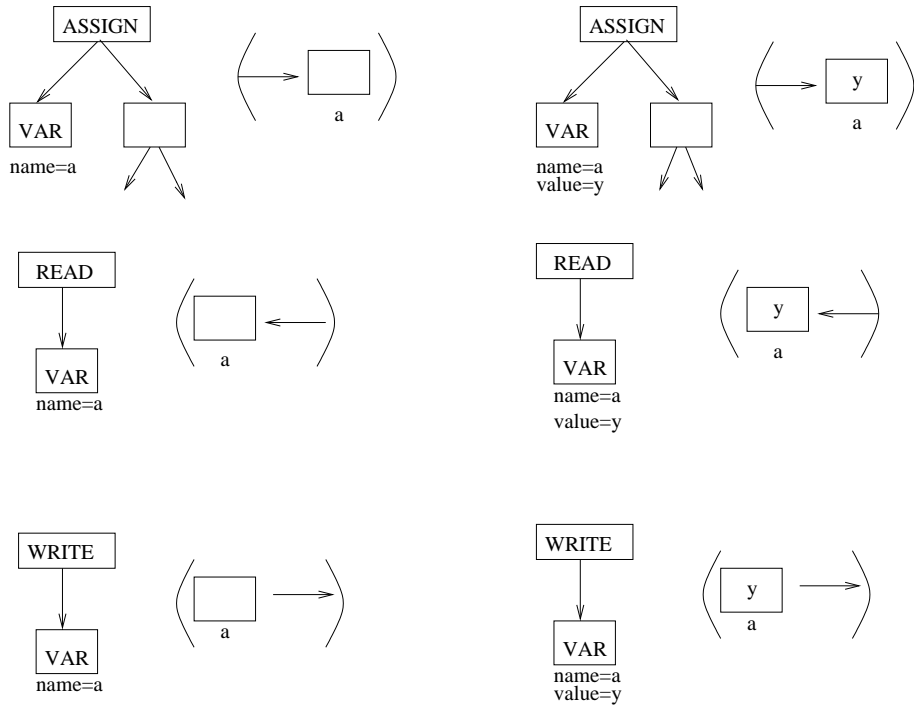 ASSIGN
ASSIGN
y
a
a
VAR
VAR
name=a
name=a
value=y
READ
READ
y
a
a
VAR
VAR
name=a
name=a
value=y
WRITE
WRITE
y
a
a
VAR
VAR
name=a
name=a
value=y